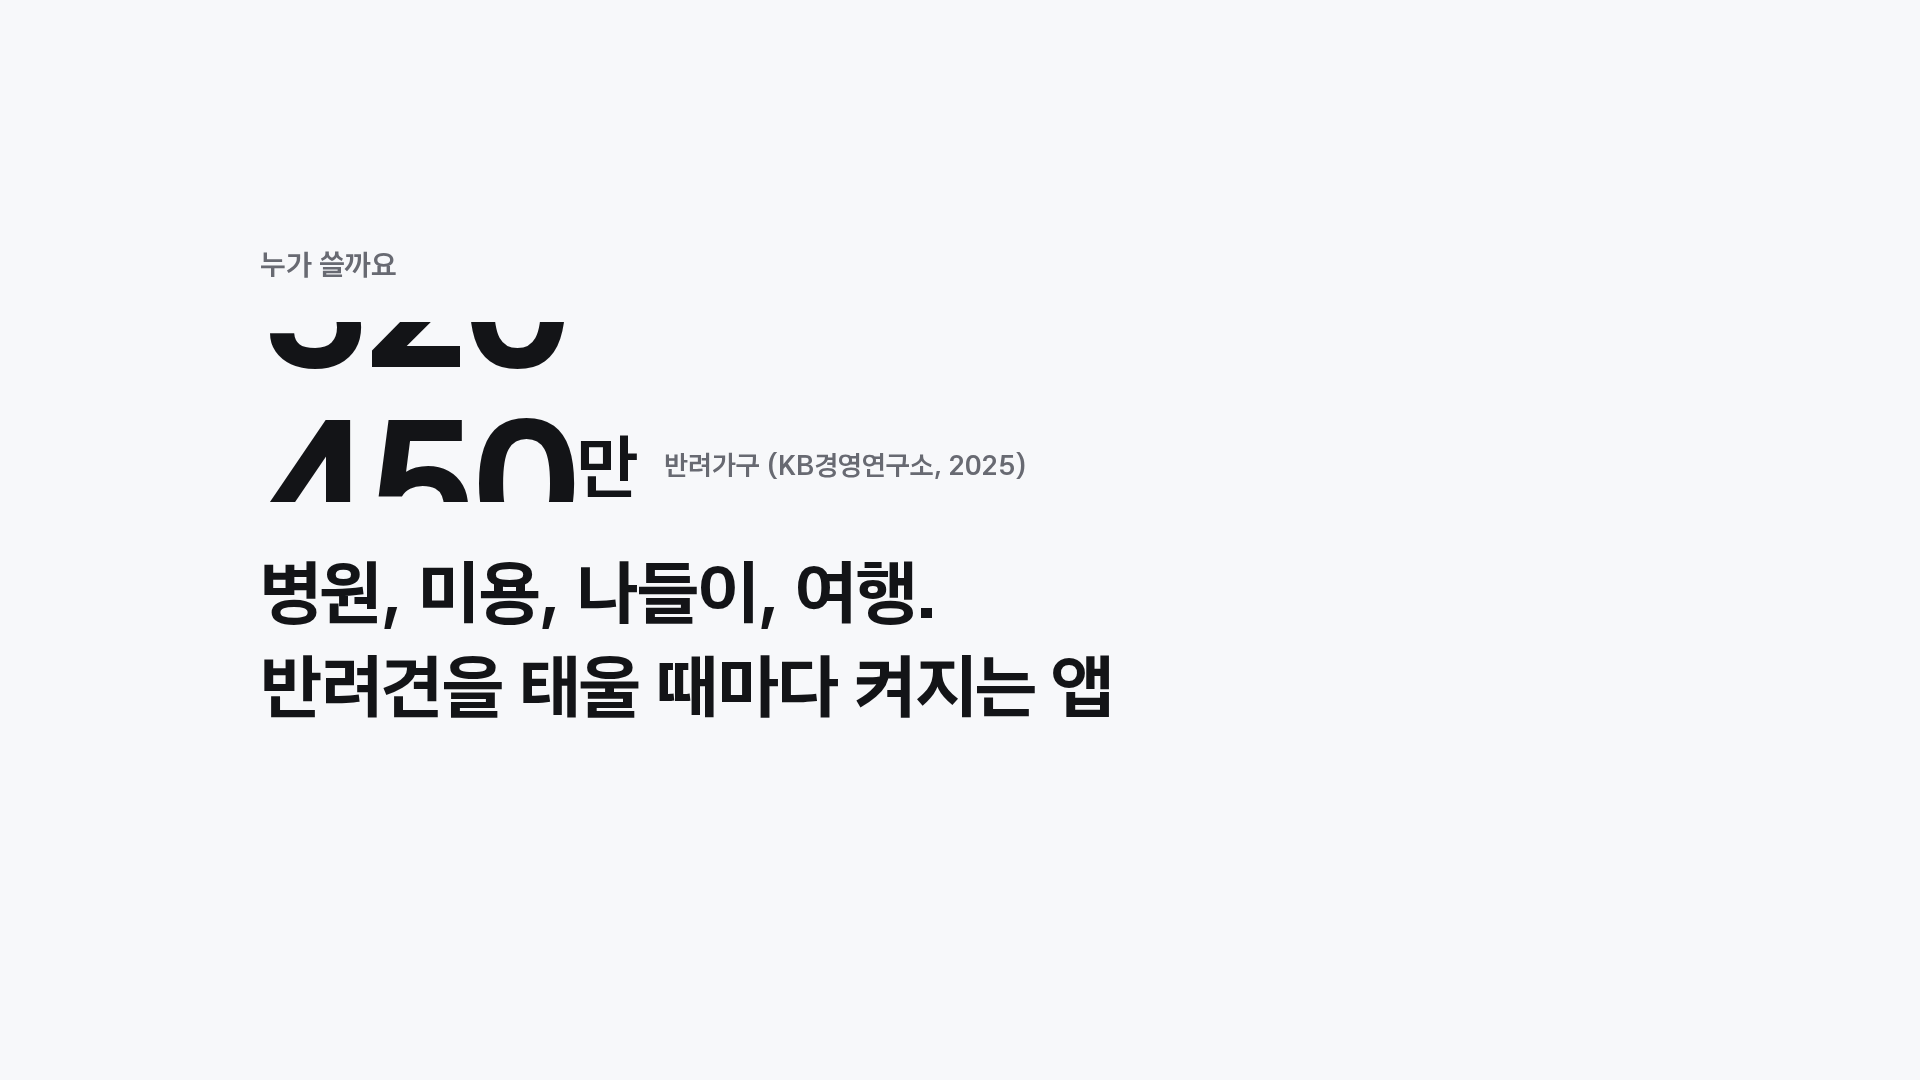 누가 쓸까요
450만 반려가구 (KB경영연구소, 2025)
병원, 미용, 나들이, 여행.
반려견을 태울 때마다 켜지는 앱